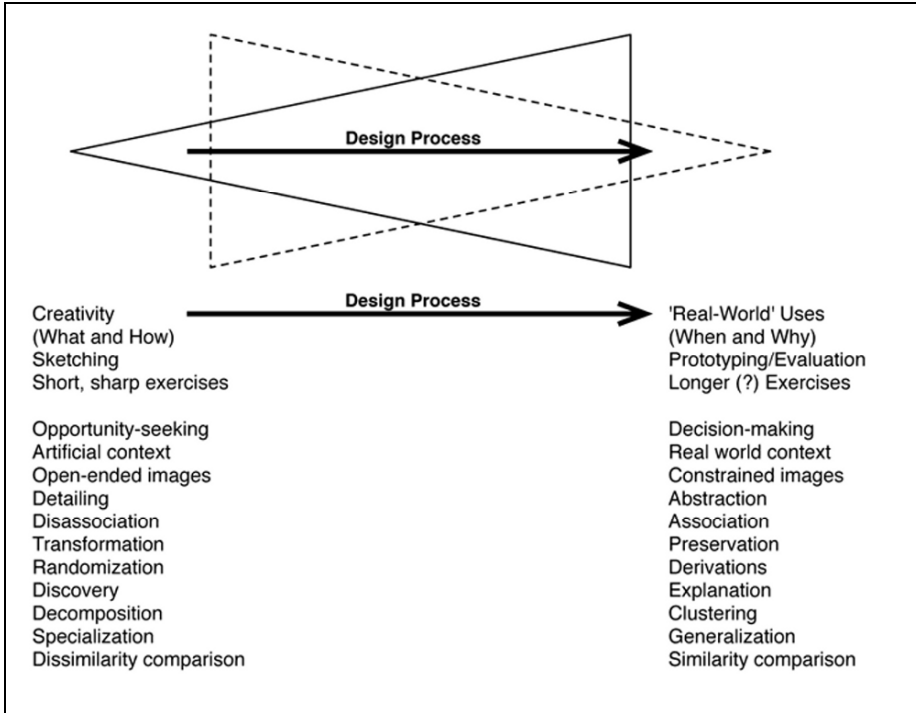 Design Process
Design Process
Creativity
(What and How)
Sketching
Short, sharp exercises
'Real-World' Uses
(When and Why)
Prototyping/Evaluation
Longer (?) Exercises
Opportunity-seeking
Artificial context
Open-ended images
Detailing
Disassociation
Transformation
Randomization
Discovery
Decomposition
Specialization
Dissimilarity comparison
Decision-making
Real world context
Constrained images
Abstraction
Association
Preservation
Derivations
Explanation
Clustering
Generalization
Similarity comparison